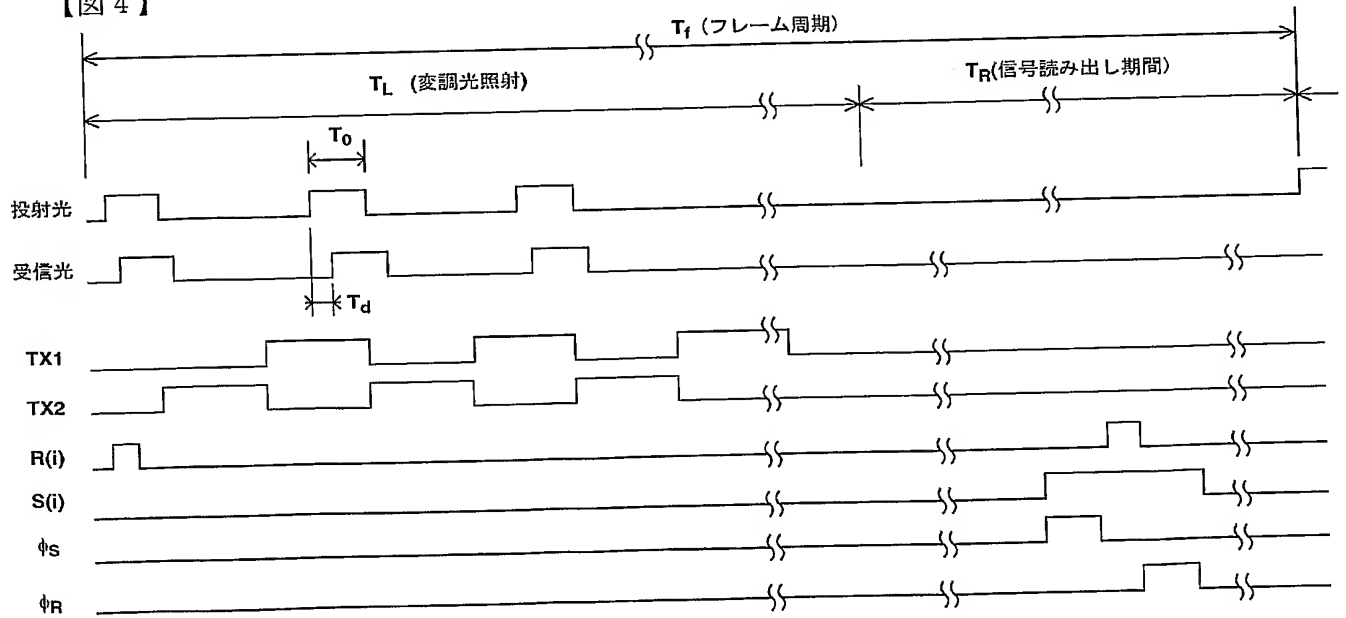 【図4】
Tf (フレーム周期)
TL (変調光照射)
TR(信号読み出し期間)
T0
投射光
受信光
Td
TX1
TX2
R(i)
S(i)
ϕS
ϕR